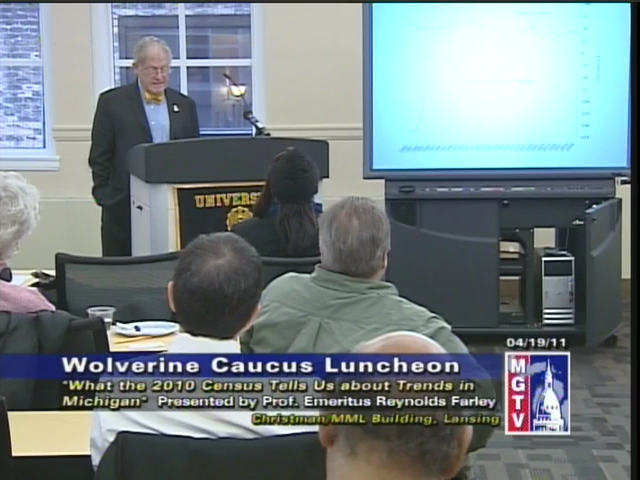 UNIVERS
04/19/11
Wolverine Caucus Luncheon
"What the 2010 Census Tells Us about Trends in
Michigan" Presented by Prof. Emeritus Reynolds Farley
Christman/MML Building, Lansing
MGTV